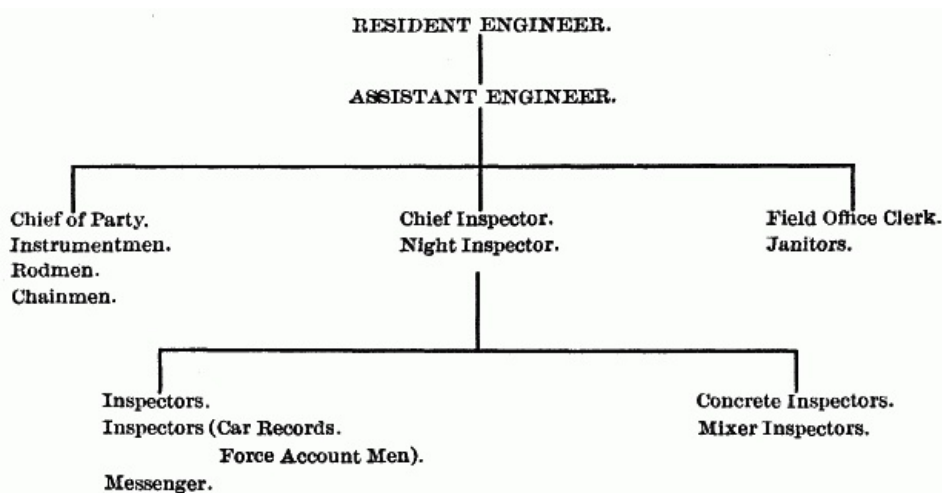 RESIDENT ENGINEER.
ASSISTANT ENGINEER.
Chief of Party.
Instrumentmen.
Rodmen.
Chainmen.
Chief Inspector.
Night Inspector.
Field Office Clerk.
Janitors.
Inspectors.
Inspectors (Car Records.
Force Account Men).
Messenger.
Concrete Inspectors.
Mixer Inspectors.